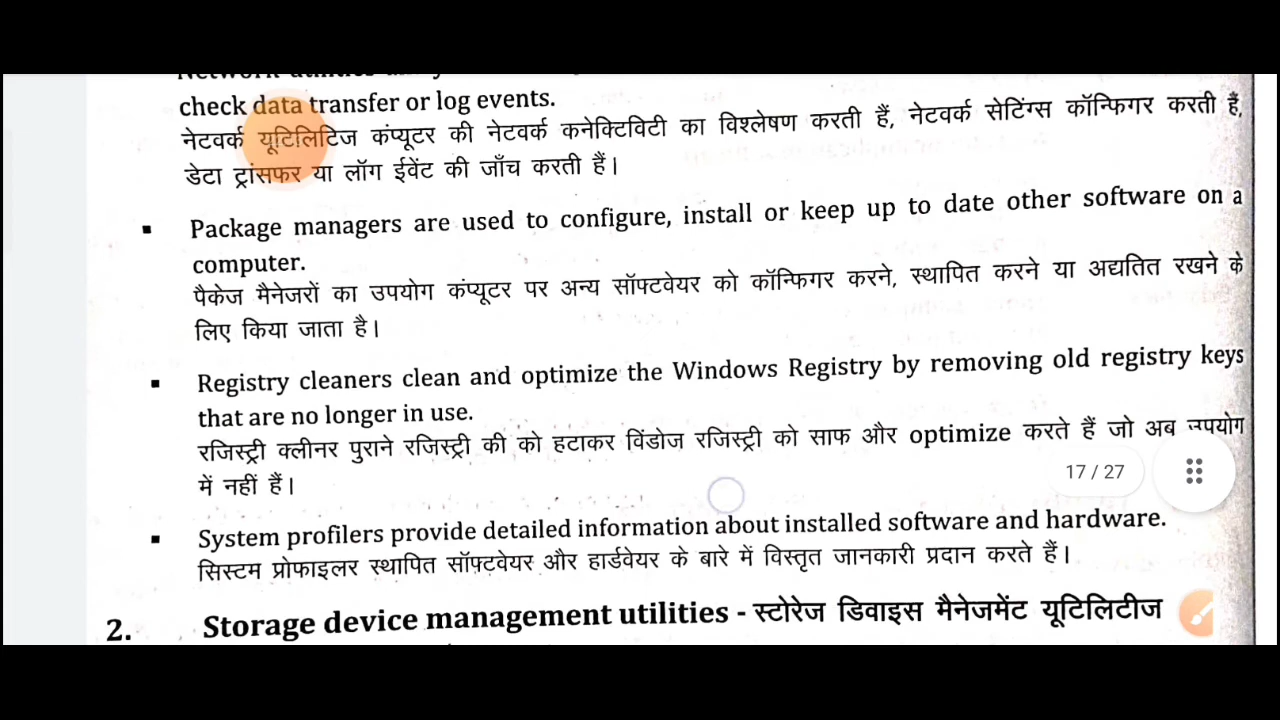 check data transfer or log events.
नेटवर्क यूटिलिटिज कंप्यूटर की नेटवर्क कनेक्टिविटी का विश्लेषण करती हैं, नेटवर्क सेटिंग्स कॉन्फिगर करती हैं,
डेटा ट्रांसफर या लॉग ईवेंट की जाँच करती हैं।
▪ Package managers are used to configure, install or keep up to date other software on a
computer.
पैकेज मैनेजरों का उपयोग कंप्यूटर पर अन्य सॉफ्टवेयर को कॉन्फिगर करने, स्थापित करने या अद्यतित रखने के
लिए किया जाता है।
▪ Registry cleaners clean and optimize the Windows Registry by removing old registry keys
that are no longer in use.
रजिस्ट्री क्लीनर पुराने रजिस्ट्री की को हटाकर विंडोज रजिस्ट्री को साफ और optimize करते हैं जो अब उपयोग
में नहीं हैं।
17 / 27
▪ System profilers provide detailed information about installed software and hardware.
सिस्टम प्रोफाइलर स्थापित सॉफ़्टवेयर और हार्डवेयर के बारे में विस्तृत जानकारी प्रदान करते हैं।
2. Storage device management utilities - स्टोरेज डिवाइस मैनेजमेंट यूटिलिटीज